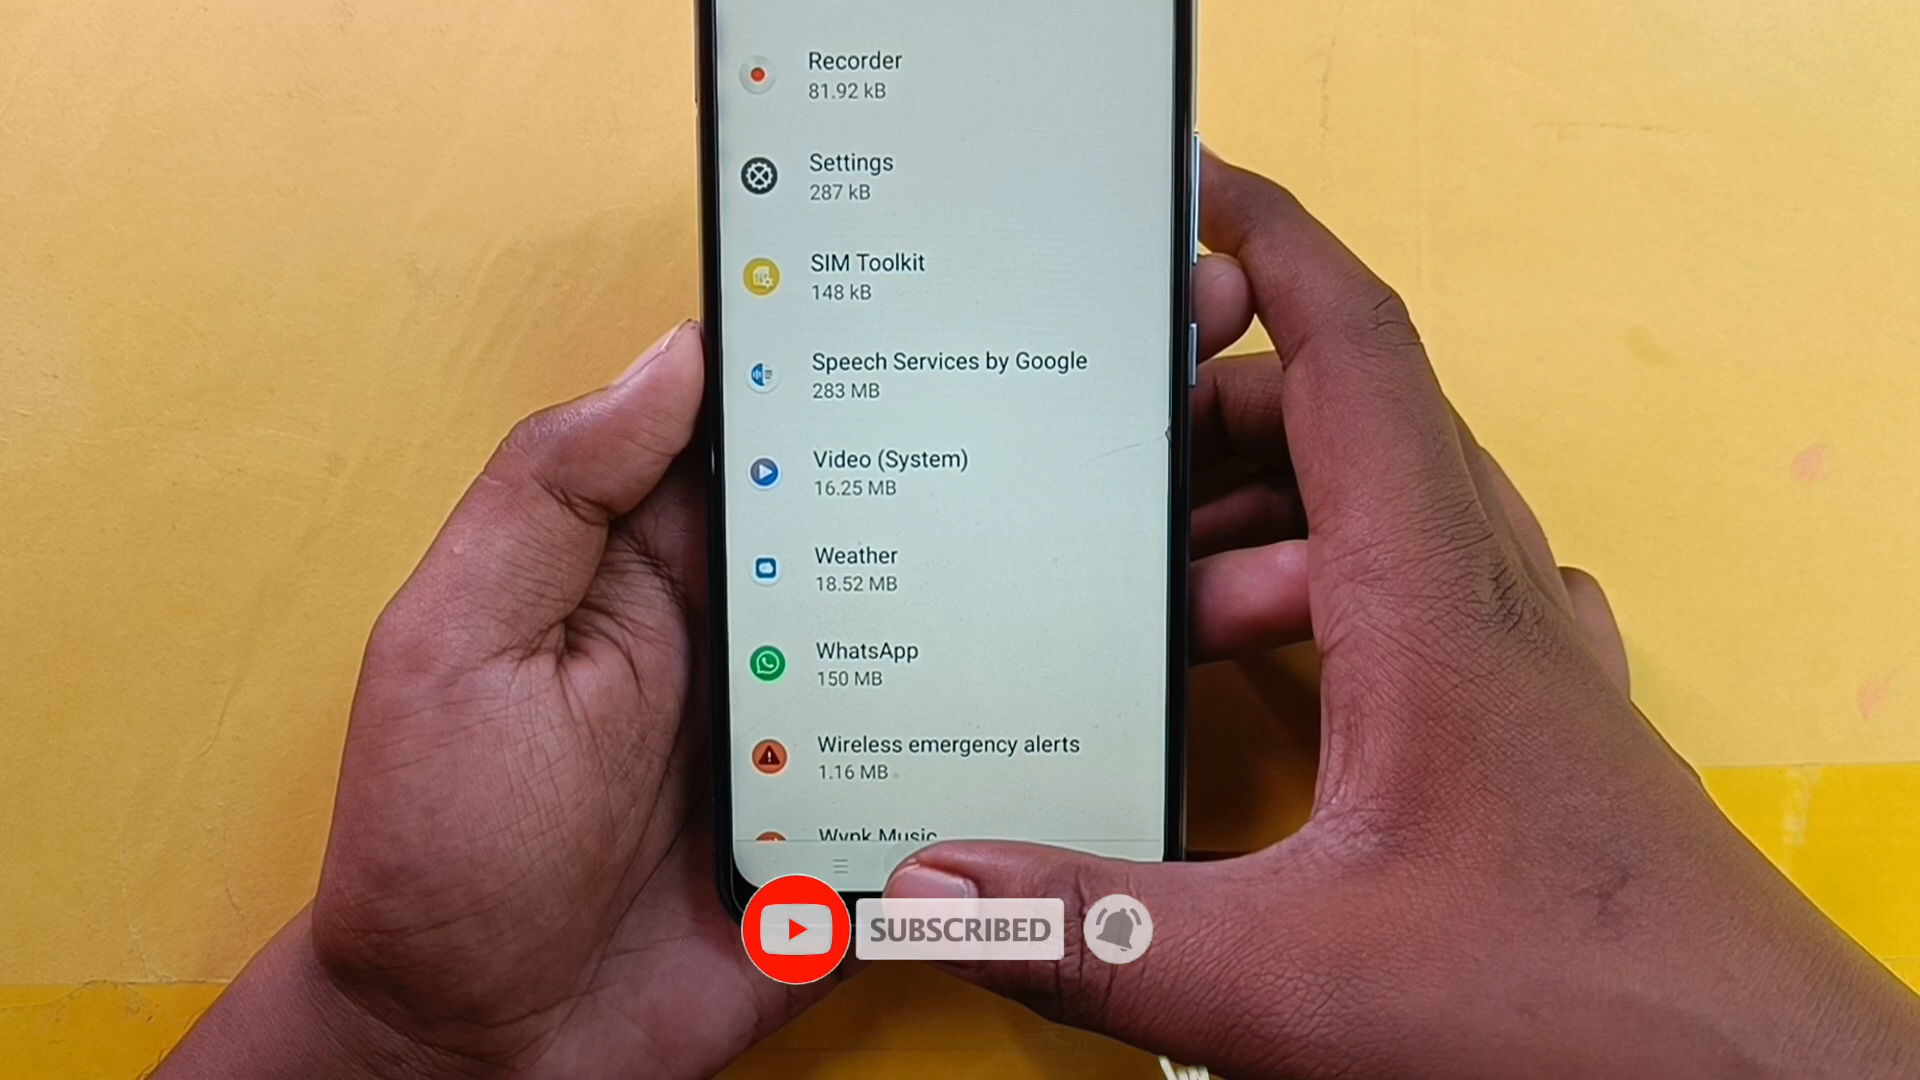 Recorder
81.92 kB
Settings
287 kB
SIM Toolkit
148 kB
Speech Services by Google
283 MB
Video (System)
16.25 MB
Weather
18.52 MB
WhatsApp
150 MB
Wireless emergency alerts
1.16 MB
Wynk Music
SUBSCRIBED